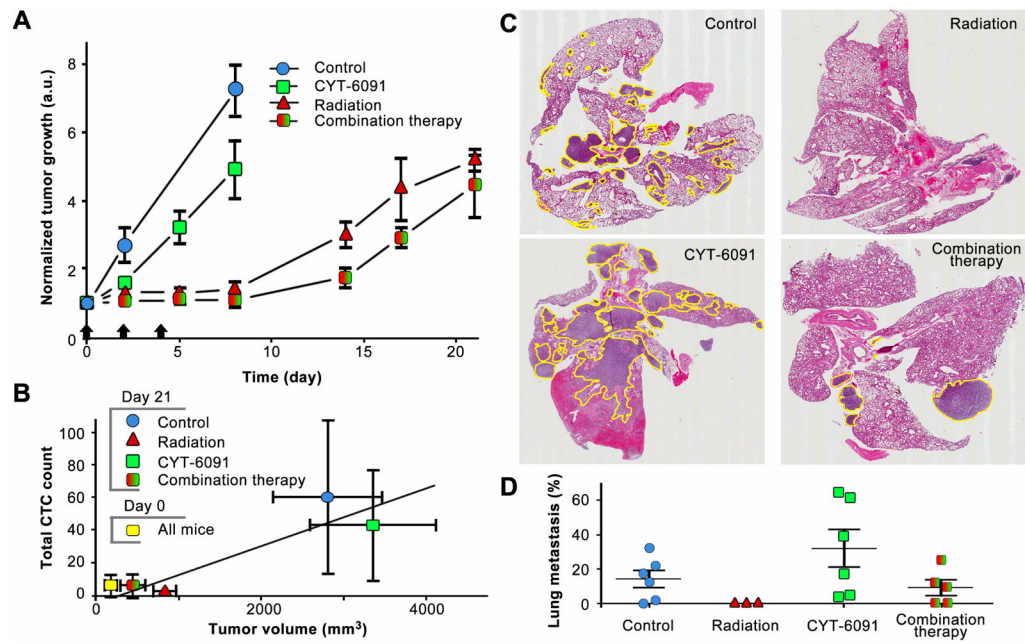 A
Normalized tumor growth (a.u.)
8
6
4
2
0
Control
CYT-6091
Radiation
Combination therapy
0
5
10
15
20
Time (day)
B
Total CTC count
100
80
60
40
20
0
Day 21
Control
Radiation
CYT-6091
Combination therapy
Day 0
All mice
0
2000
4000
Tumor volume (mm³)
C
Control
Radiation
CYT-6091
Combination
therapy
D
Lung metastasis (%)
60
40
20
0
Control
Radiation
CYT-6091
Combination
therapy